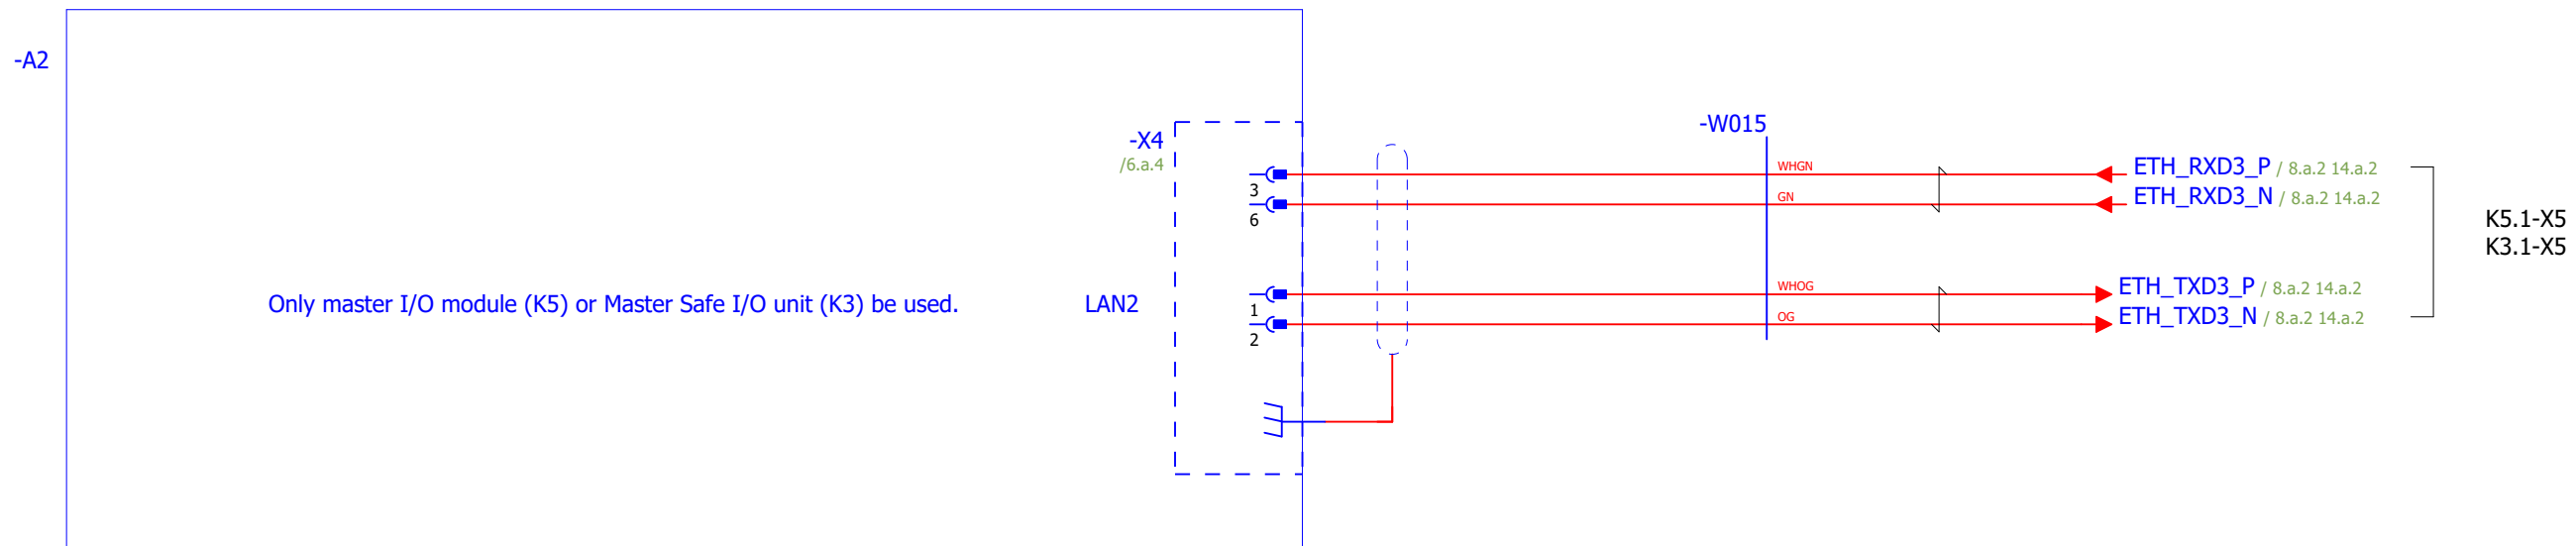 -A2
-X4
/6.a.4
-W015
3
WHGN
ETH_RXD3_P / 8.a.2 14.a.2
6
GN
ETH_RXD3_N / 8.a.2 14.a.2
K5.1-X5
K3.1-X5
Only master I/O module (K5) or Master Safe I/O unit (K3) be used.
LAN2
1
WHOG
ETH_TXD3_P / 8.a.2 14.a.2
2
OG
ETH_TXD3_N / 8.a.2 14.a.2